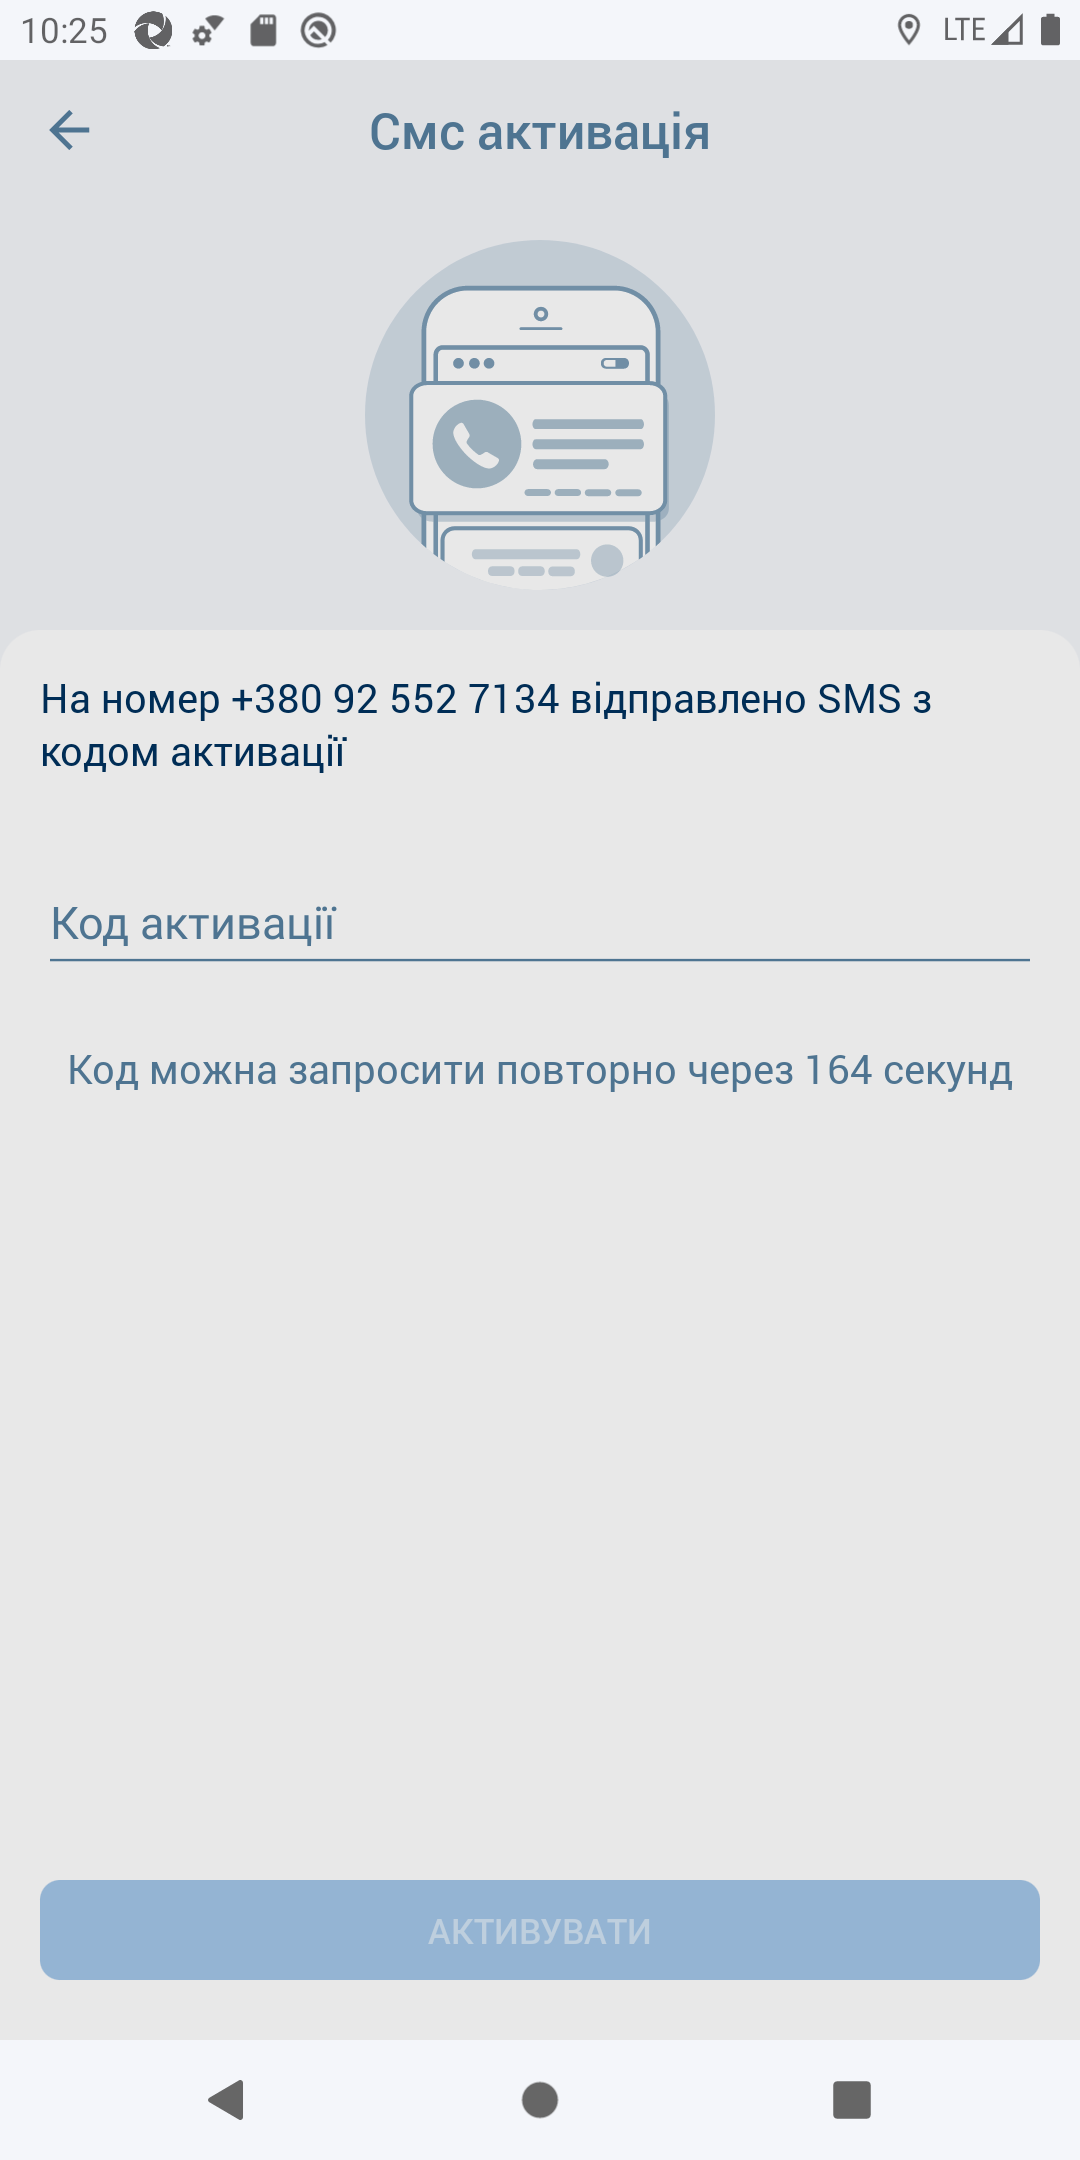 10:25
LTE
Смс активація
На номер +380 92 552 7134 відправлено SMS з
кодом активації
Код активації
Код можна запросити повторно через 164 секунд
АКТИВУВАТИ